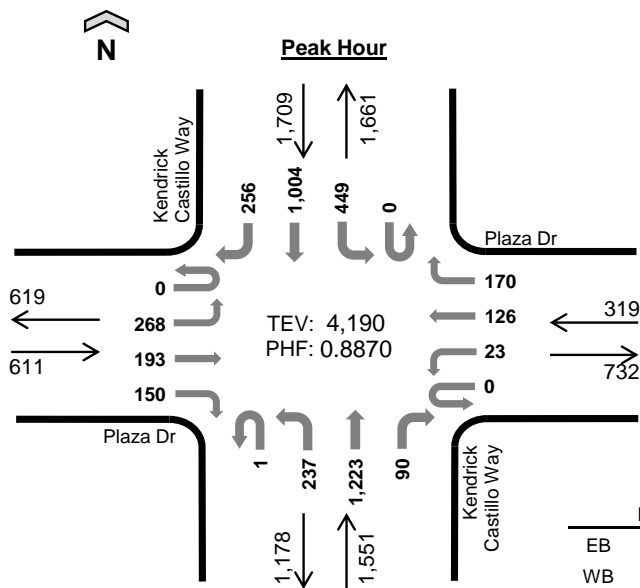 N
Peak Hour
Kendrick
Castillo Way
1,709
1,661
256
1,004
449
0
Plaza Dr
0
268
193
150
619
611
TEV: 4,190
PHF: 0.8870
170
126
23
0
319
732
Plaza Dr
1
237
1,223
90
Kendrick
Castillo Way
1,178
1,551
EB
WB